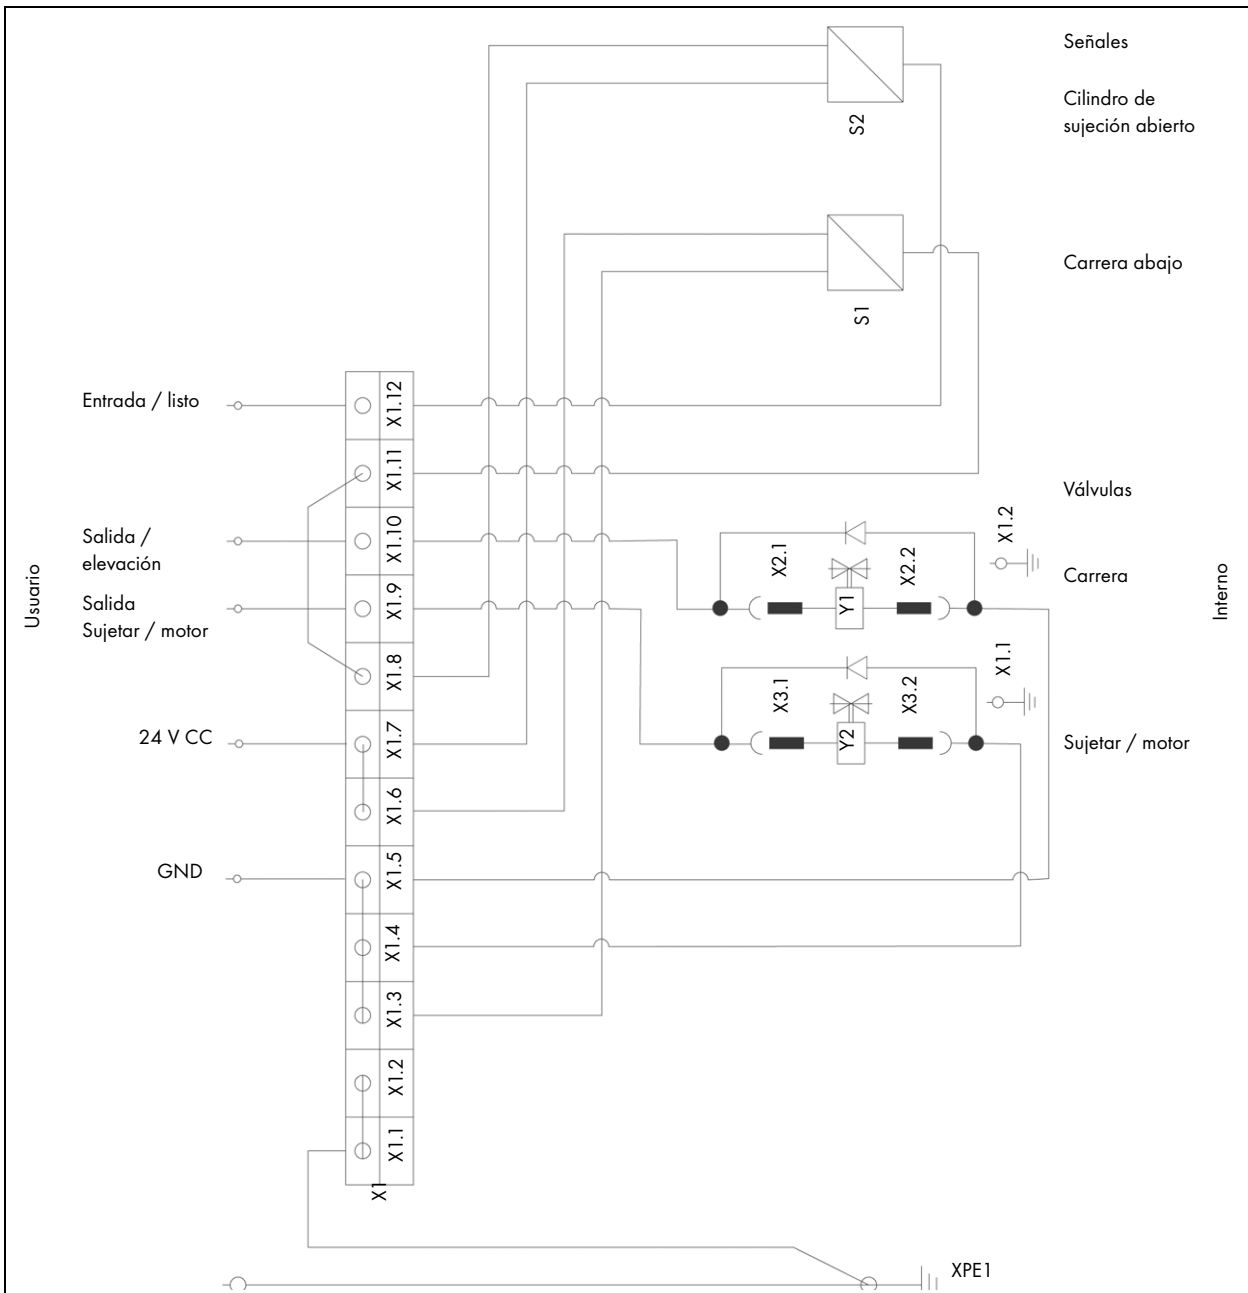 Señales
Cilindro de
sujeción abierto
S2
Carrera abajo
S1
Entrada / listo
X1.12
X1.11
Válvulas
Salida /
elevación
X1.10
X2.1
X2.2
X1.2
Y1
Carrera
Usuario
Interno
Salida
Sujetar / motor
X1.9
X1.8
X3.1
X3.2
X1.1
Y2
24 V CC
X1.7
Sujetar / motor
X1.6
GND
X1.5
X1.4
X1.3
X1.2
X1.1
X1
XPE1